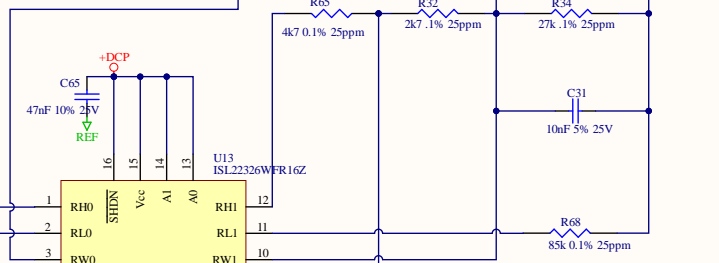 R65
R32
R34
4k7 0.1% 25ppm
2k7 .1% 25ppm
27k .1% 25ppm
+DCP
C65
47nF 10% 25V
REF
C31
10nF 5% 25V
U13
ISL22326WFR16Z
16
15
14
13
SHDN
Vcc
A1
A0
1
RH0
RH1
12
2
RL0
RL1
11
3
RW0
RW1
10
R68
85k 0.1% 25ppm